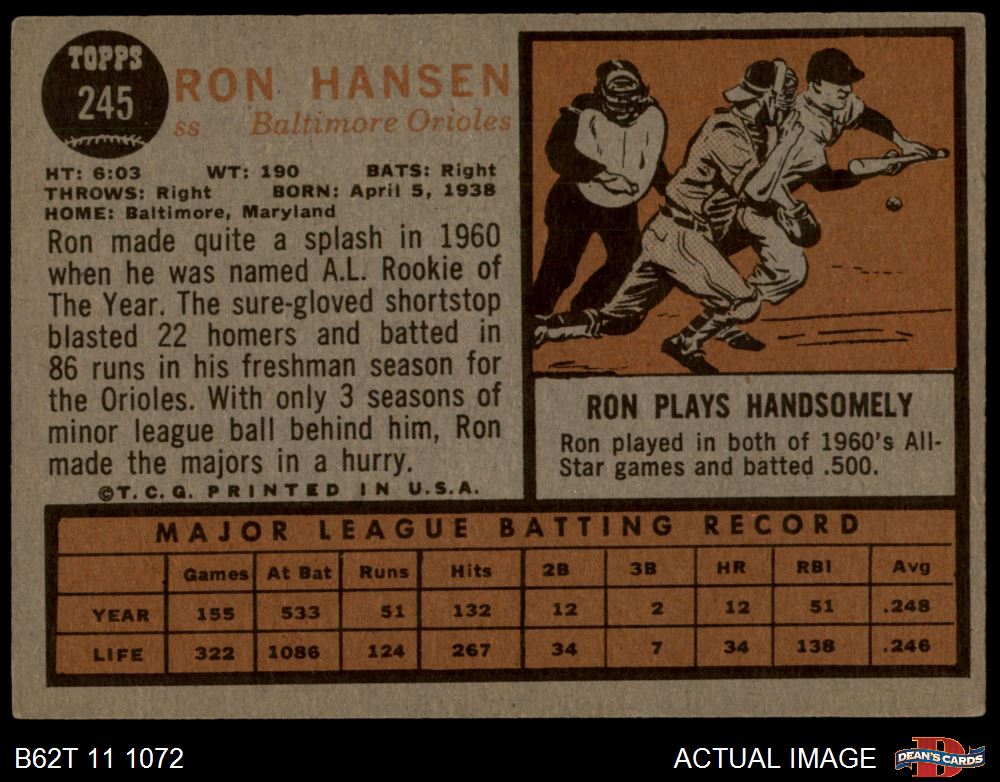 TOPPS
245
RON HANSEN
ss Baltimore Orioles
HT: 6:03 WT: 190 BATS: Right
THROWS: Right BORN: April 5, 1938
HOME: Baltimore, Maryland
Ron made quite a splash in 1960
when he was named A.L. Rookie of
The Year. The sure-gloved shortstop
blasted 22 homers and batted in
86 runs in his freshman season for
the Orioles. With only 3 seasons of
minor league ball behind him, Ron
made the majors in a hurry.
©T.C.G. PRINTED IN U.S.A.
RON PLAYS HANDSOMELY
Ron played in both of 1960's All-
Star games and batted .500.
MAJOR LEAGUE BATTING RECORD
Games At Bat Runs Hits 2B 3B HR RBI Avg
YEAR 155 533 51 132 12 2 12 51 .248
LIFE 322 1086 124 267 34 7 34 138 .246
B62T 11 1072
ACTUAL IMAGE
D
DEAN'S CARDS